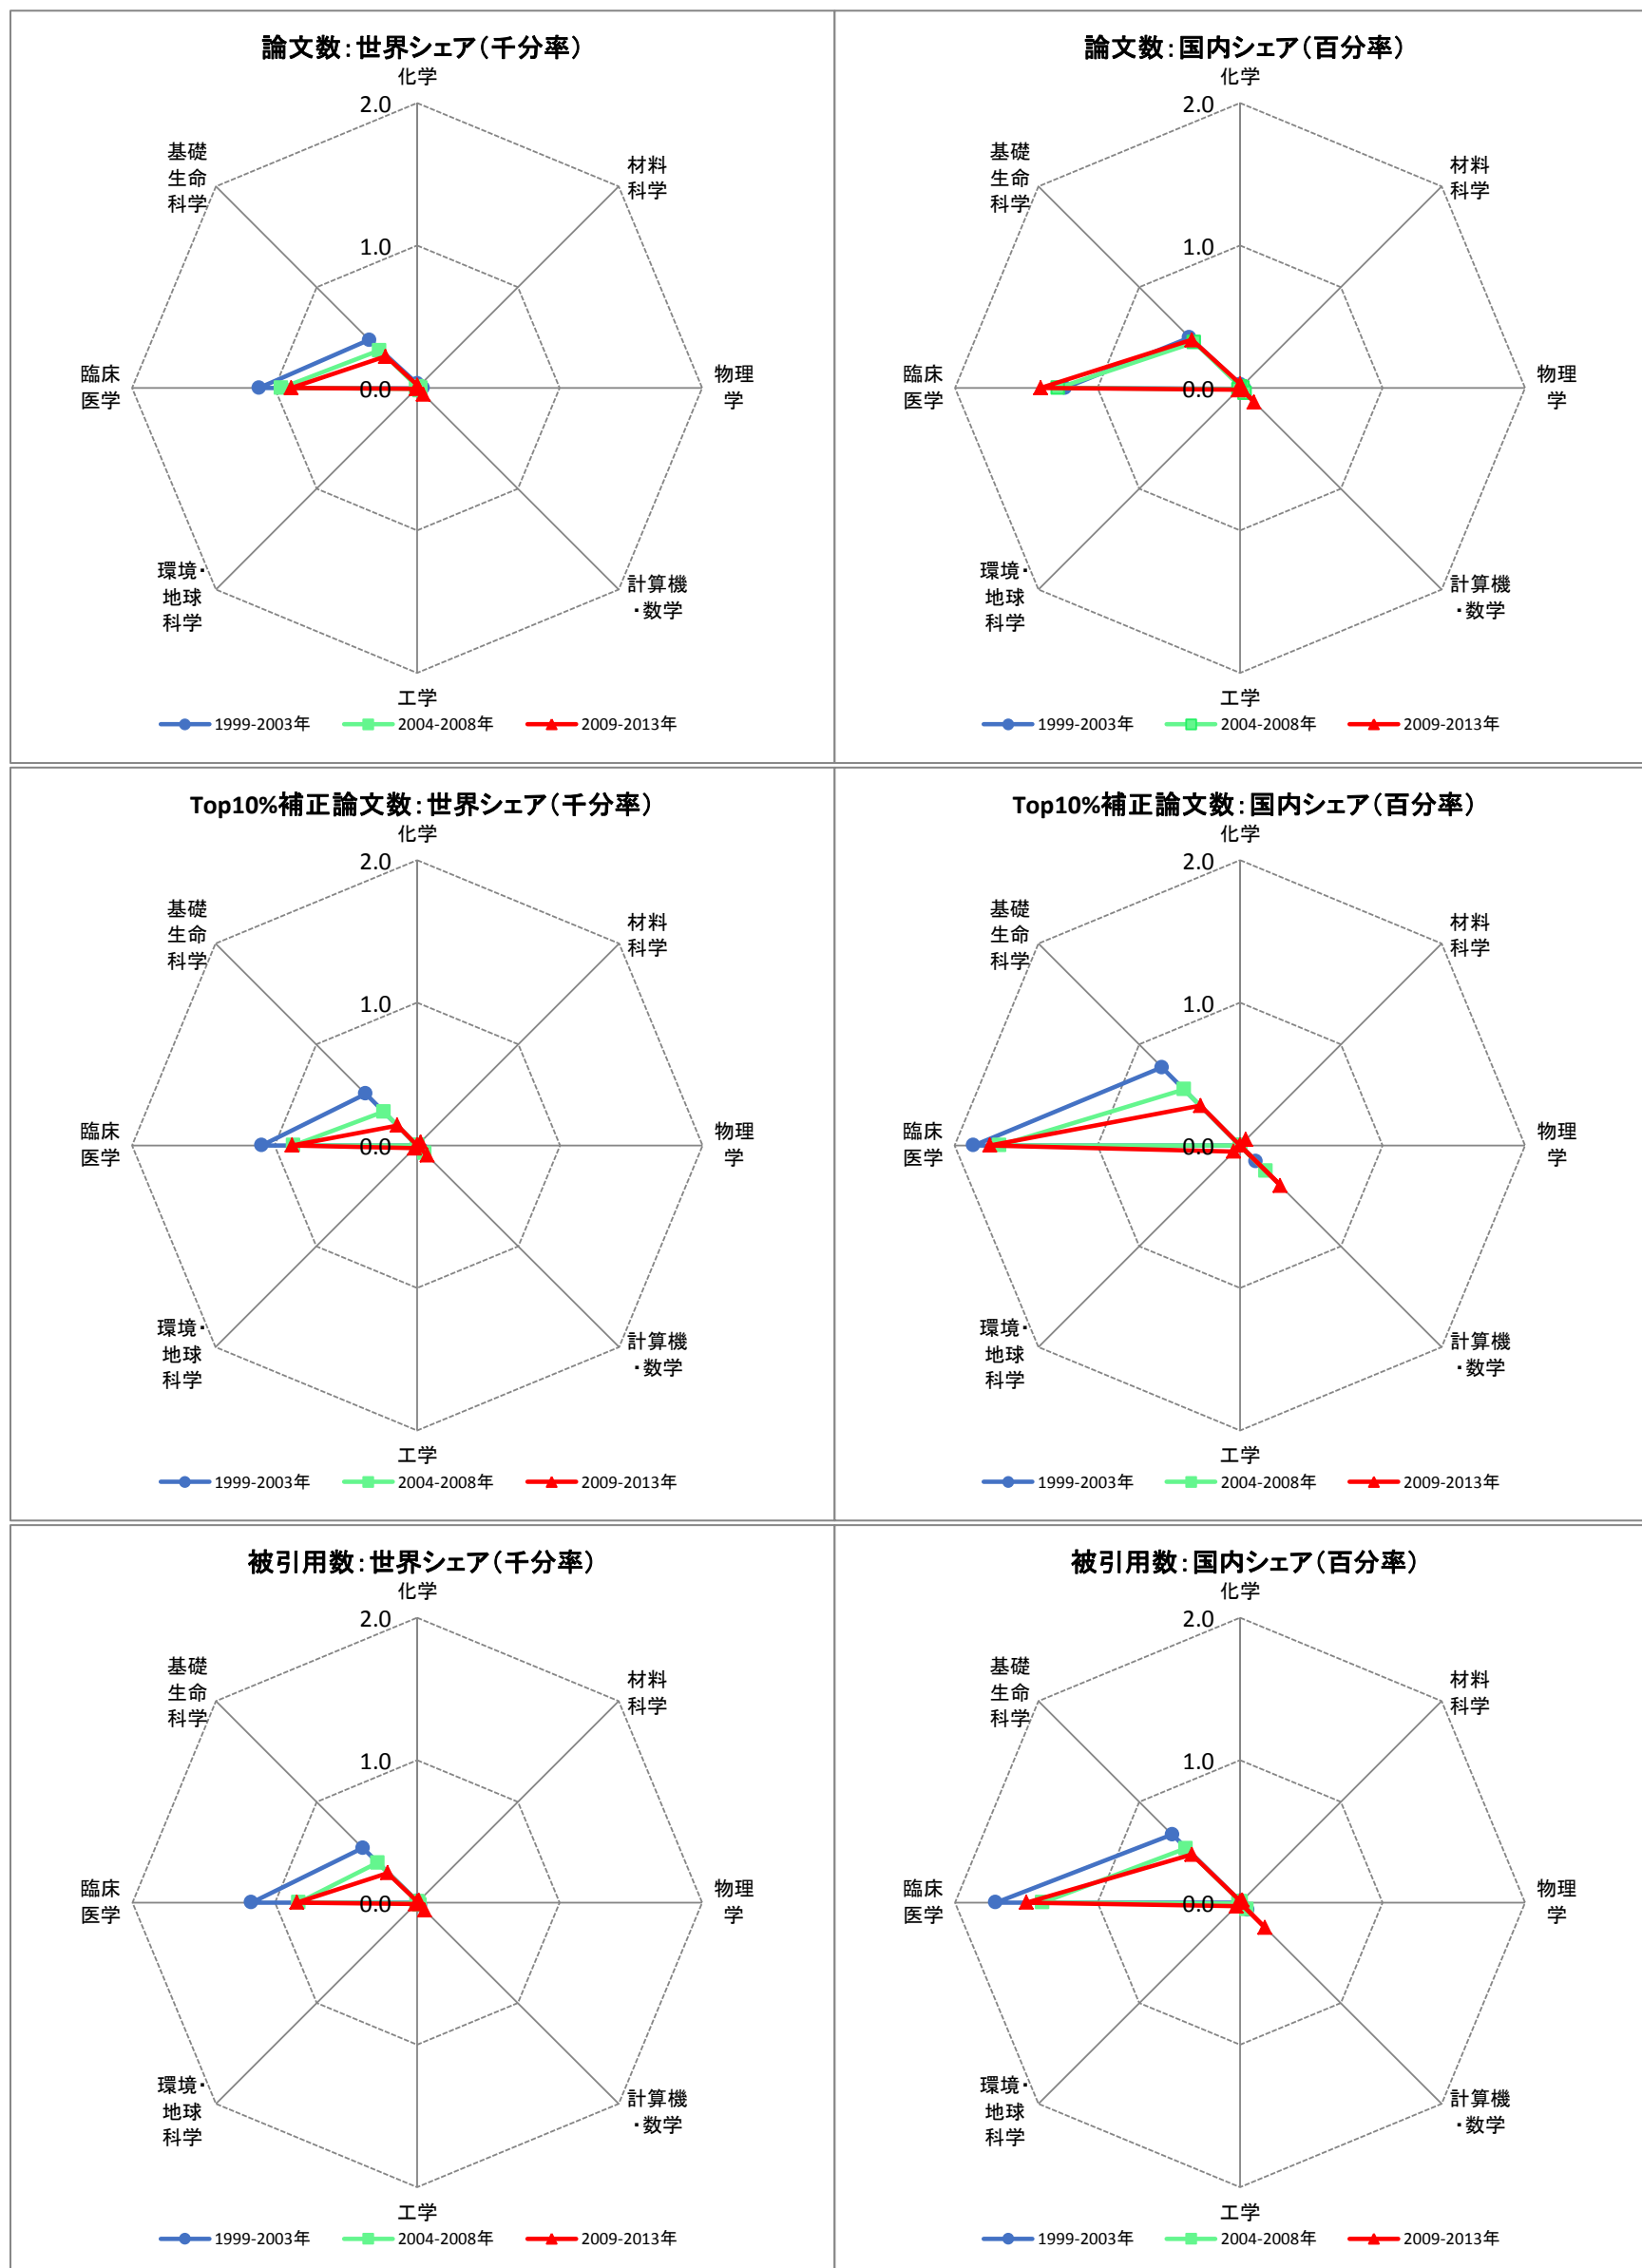 論文数：世界シェア（千分率）
化学
2.0
基礎
生命
科学
材料
科学
1.0
臨床
医学
0.0
物理
学
環境・
地球
科学
計算機
・数学
工学
1999-2003年 2004-2008年 2009-2013年
論文数：国内シェア（百分率）
化学
2.0
基礎
生命
科学
材料
科学
1.0
臨床
医学
0.0
物理
学
環境・
地球
科学
計算機
・数学
工学
1999-2003年 2004-2008年 2009-2013年
Top10%補正論文数：世界シェア（千分率）
化学
2.0
基礎
生命
科学
材料
科学
1.0
臨床
医学
0.0
物理
学
環境・
地球
科学
計算機
・数学
工学
1999-2003年 2004-2008年 2009-2013年
Top10%補正論文数：国内シェア（百分率）
化学
2.0
基礎
生命
科学
材料
科学
1.0
臨床
医学
0.0
物理
学
環境・
地球
科学
計算機
・数学
工学
1999-2003年 2004-2008年 2009-2013年
被引用数：世界シェア（千分率）
化学
2.0
基礎
生命
科学
材料
科学
1.0
臨床
医学
0.0
物理
学
環境・
地球
科学
計算機
・数学
工学
1999-2003年 2004-2008年 2009-2013年
被引用数：国内シェア（百分率）
化学
2.0
基礎
生命
科学
材料
科学
1.0
臨床
医学
0.0
物理
学
環境・
地球
科学
計算機
・数学
工学
1999-2003年 2004-2008年 2009-2013年